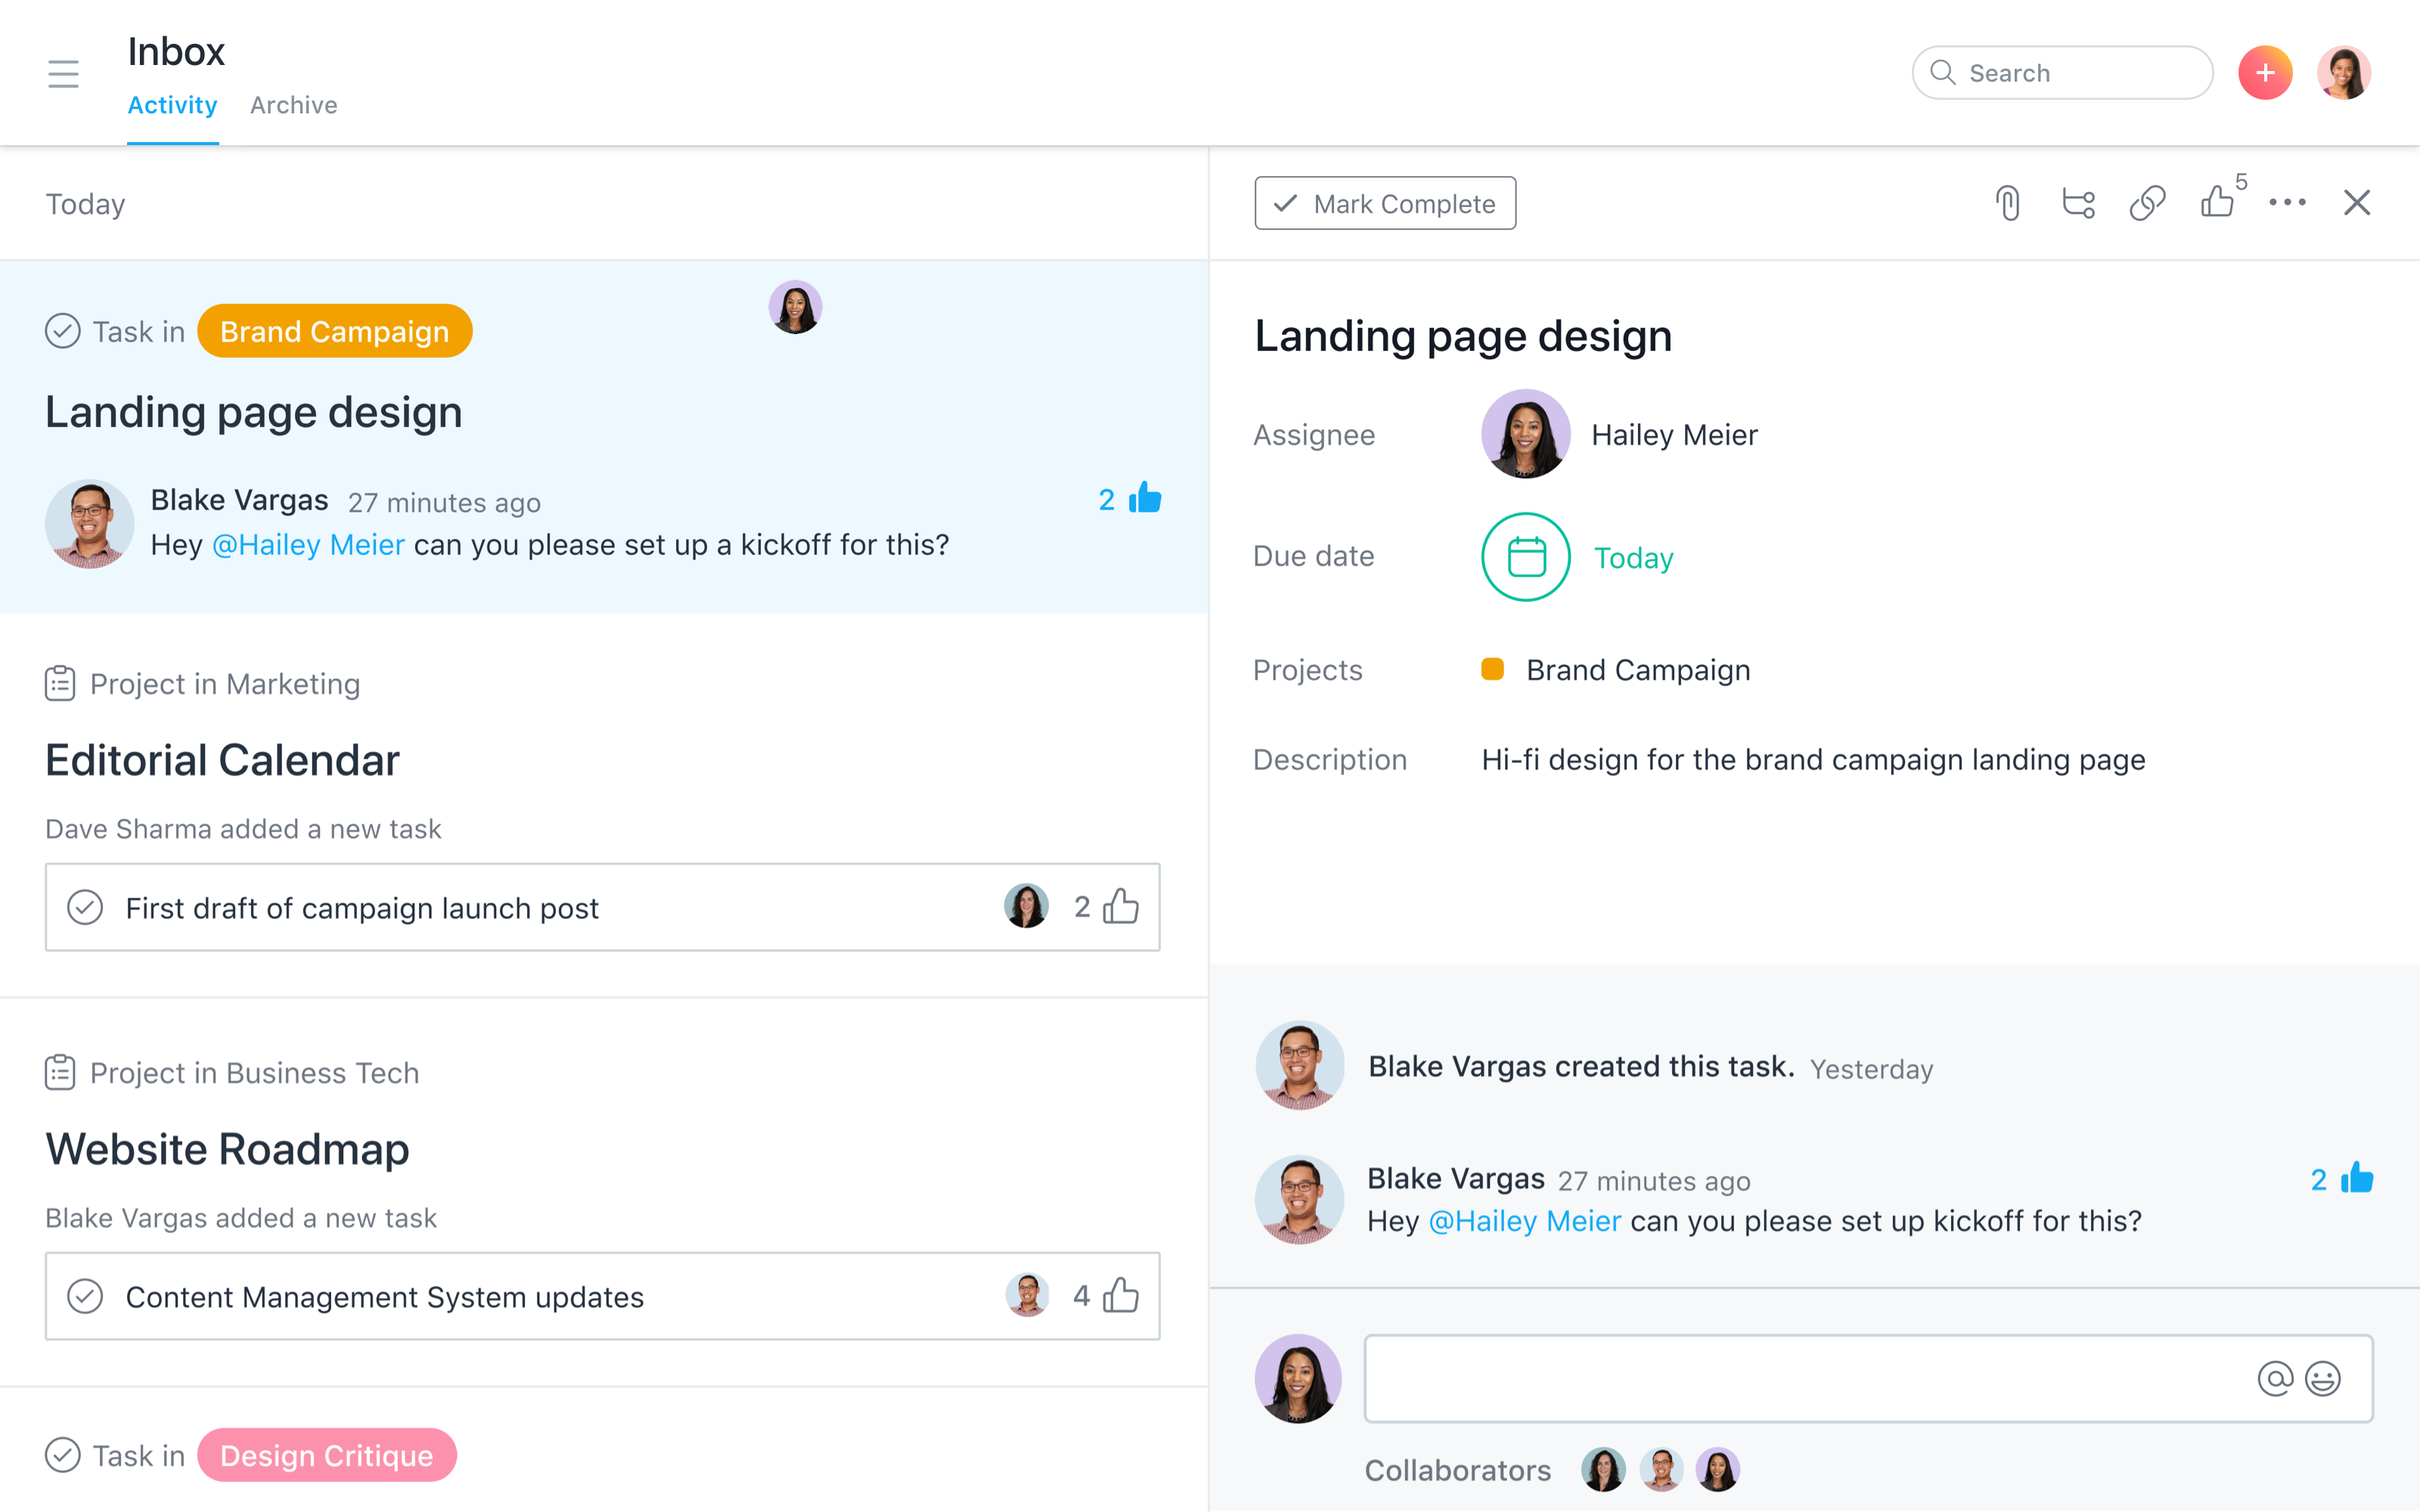 Inbox
Activity Archive
Search
Today
Task in Brand Campaign
Landing page design
Blake Vargas 27 minutes ago
2
Hey @Hailey Meier can you please set up a kickoff for this?
Project in Marketing
Editorial Calendar
Dave Sharma added a new task
First draft of campaign launch post 2
Project in Business Tech
Website Roadmap
Blake Vargas added a new task
Content Management System updates 4
Task in Design Critique
Mark Complete
5
Landing page design
Assignee Hailey Meier
Due date Today
Projects Brand Campaign
Description Hi-fi design for the brand campaign landing page
Blake Vargas created this task. Yesterday
Blake Vargas 27 minutes ago
2
Hey @Hailey Meier can you please set up kickoff for this?
Collaborators